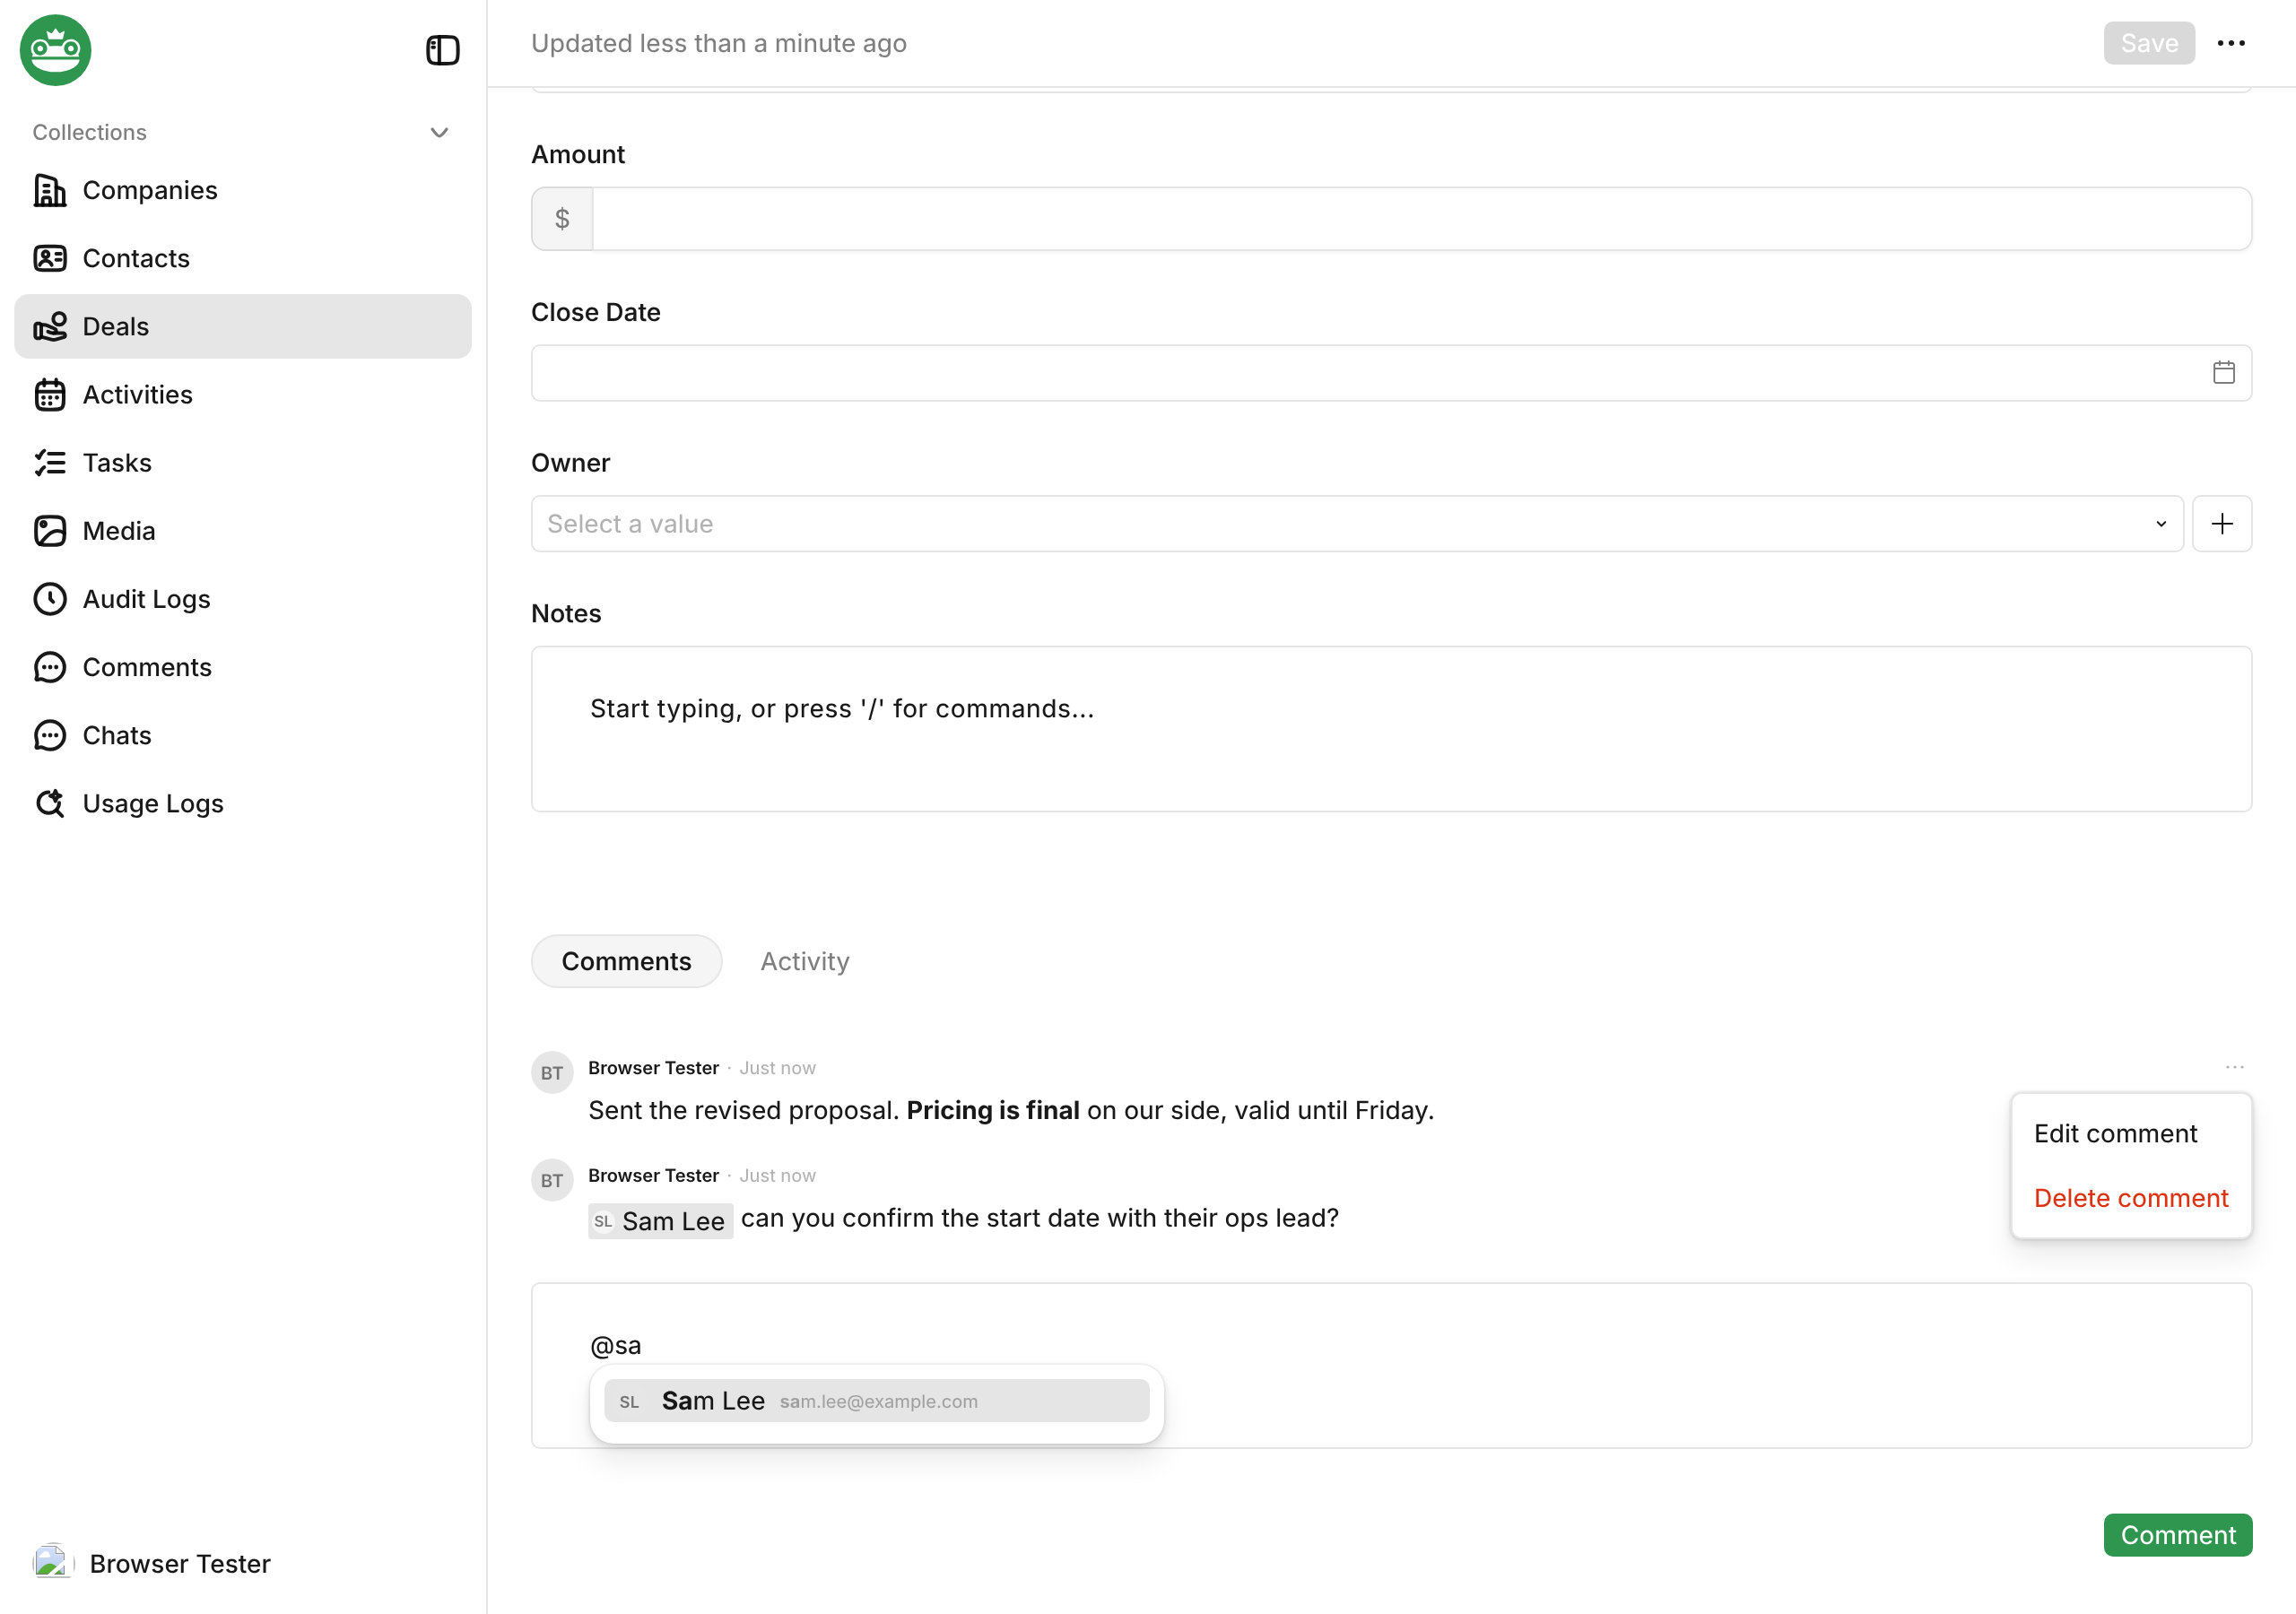 Updated less than a minute ago
Save
Collections
Companies
Contacts
Deals
Activities
Tasks
Media
Audit Logs
Comments
Chats
Usage Logs
Browser Tester
Amount
$
Close Date
Owner
Select a value
Notes
Start typing, or press '/' for commands...
Comments
Activity
BT
Browser Tester · Just now
Sent the revised proposal. Pricing is final on our side, valid until Friday.
Edit comment
Delete comment
BT
Browser Tester · Just now
SL Sam Lee can you confirm the start date with their ops lead?
@sa
SL Sam Lee sam.lee@example.com
Comment